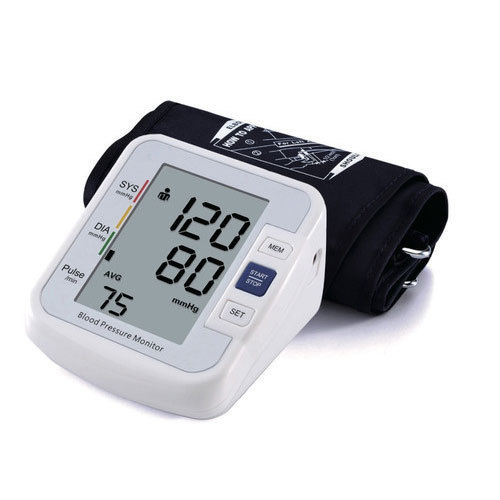 SYS
mmHg
DIA
mmHg
Pulse
/min
120
80
mmHg
AVG
75
MEM
START
STOP
SET
Blood Pressure Monitor
HOW TO